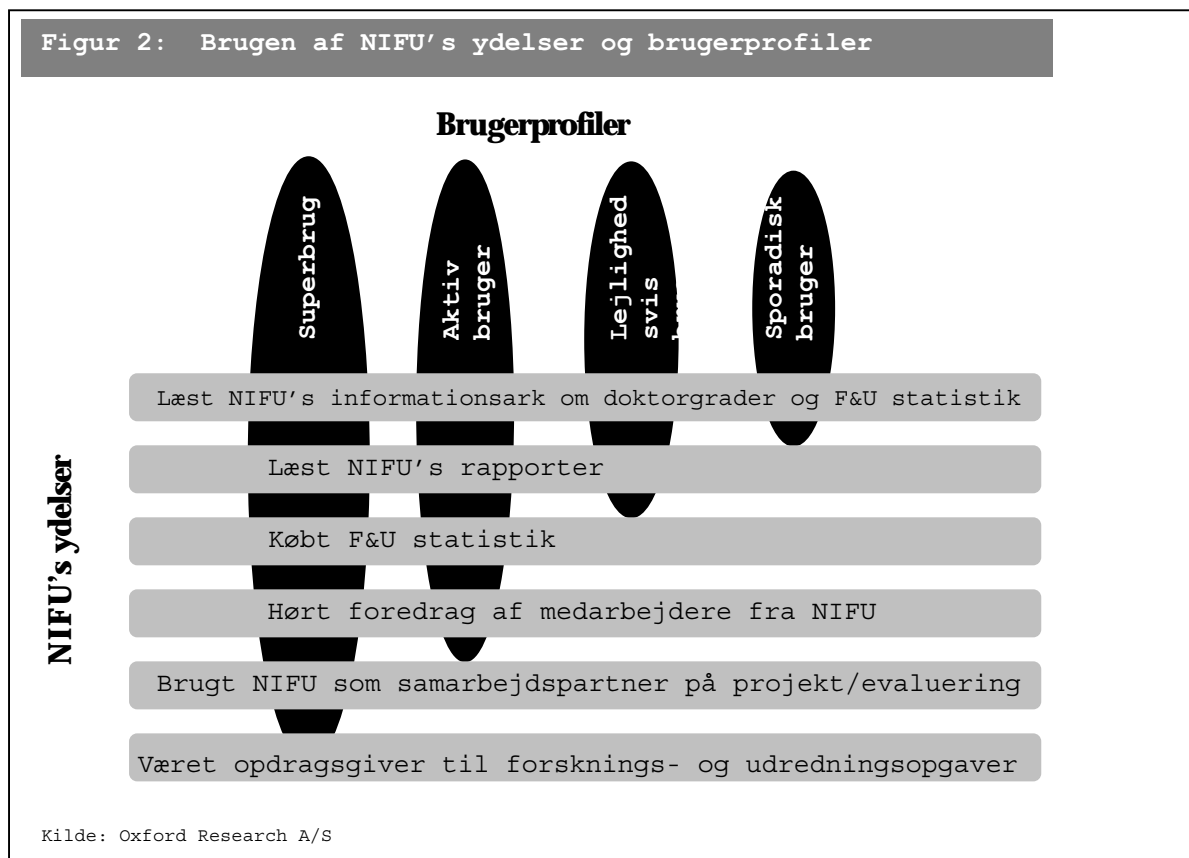 Figur 2: Brugen af NIFU's ydelser og brugerprofiler
Brugerprofiler
Superbrug
Aktiv
bruger
Lejlighed
svis
Sporadisk
bruger
NIFU's ydelser
Læst NIFU's informationsark om doktorgrader og F&U statistik
Læst NIFU's rapporter
Købt F&U statistik
Hørt foredrag af medarbejdere fra NIFU
Brugt NIFU som samarbejdspartner på projekt/evaluering
Været opdragsgiver til forsknings- og udredningsopgaver
Kilde: Oxford Research A/S